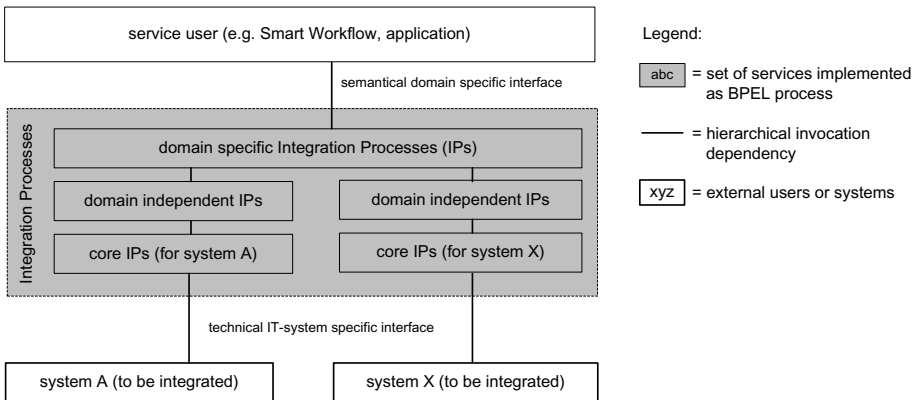 service user (e.g. Smart Workflow, application)
semantical domain specific interface
Integration Processes
domain specific Integration Processes (IPs)
domain independent IPs
domain independent IPs
core IPs (for system A)
core IPs (for system X)
technical IT-system specific interface
system A (to be integrated)
system X (to be integrated)
Legend:
abc = set of services implemented
as BPEL process
= hierarchical invocation
dependency
xyz = external users or systems